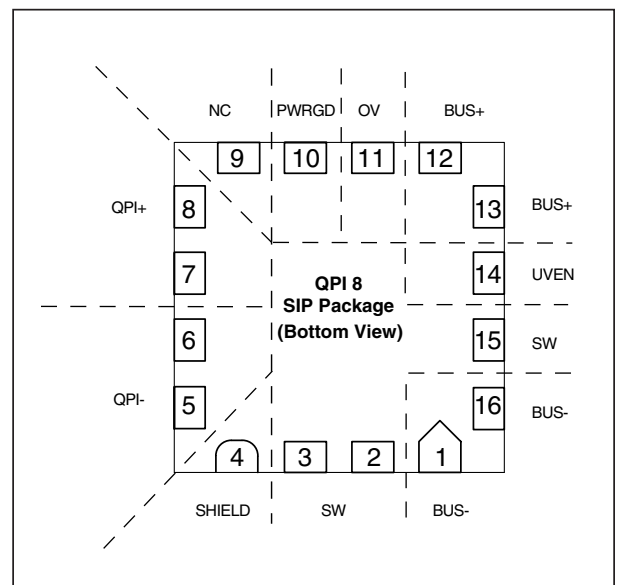 NC PWRGD OV BUS+
9 10 11 12
QPI+ 8 13 BUS+
7 14 UVEN
QPI 8
SIP Package
(Bottom View)
6 15 SW
QPI- 5 16 BUS-
4 3 2 1
SHIELD SW BUS-